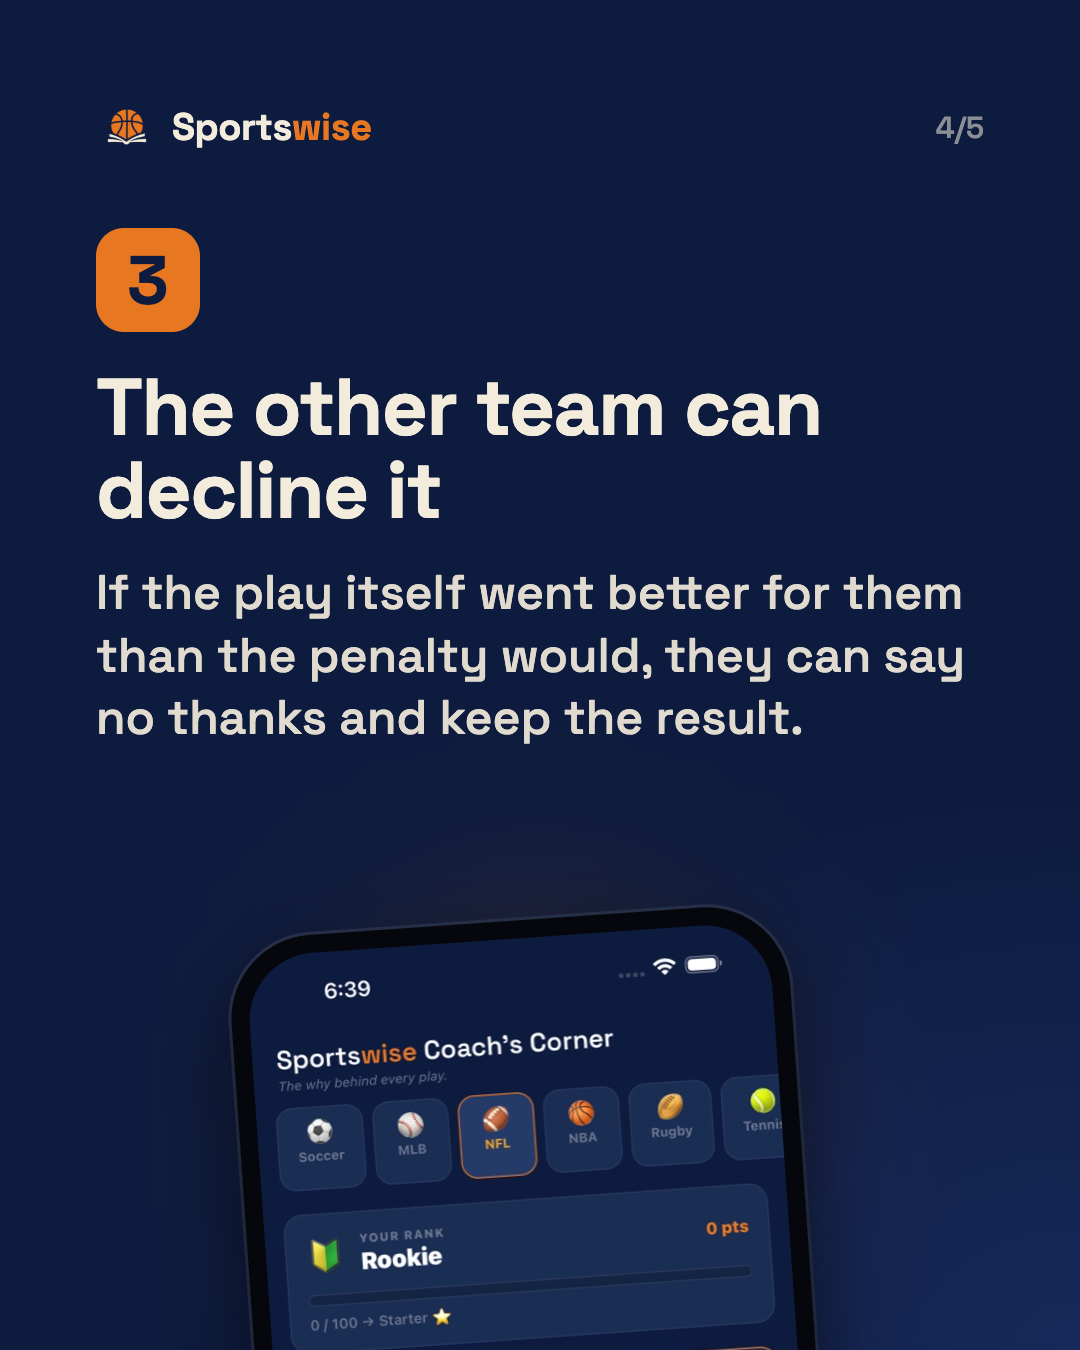 Sportswise
4/5
3
The other team can
decline it
If the play itself went better for them
than the penalty would, they can say
no thanks and keep the result.
6:39
Sportswise Coach's Corner
The why behind every play.
Soccer
MLB
NFL
NBA
Rugby
Tennis
YOUR RANK
Rookie
0 pts
0 / 100 → Starter ⭐